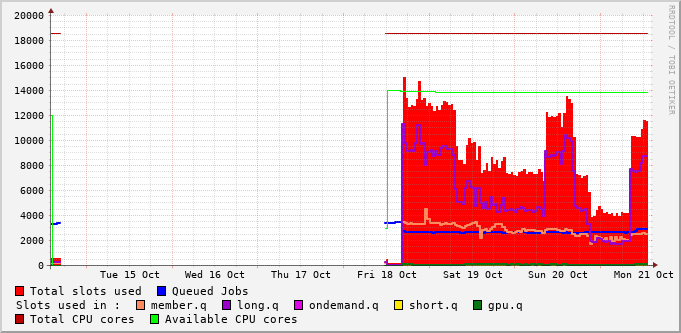 RRDTOOL / TOBI OETIKER
20000
18000
16000
14000
12000
10000
8000
6000
4000
2000
0
Tue 15 Oct Wed 16 Oct Thu 17 Oct Fri 18 Oct Sat 19 Oct Sun 20 Oct Mon 21 Oct
Total slots used Queued Jobs
Slots used in : member.q long.q ondemand.q short.q gpu.q
Total CPU cores Available CPU cores